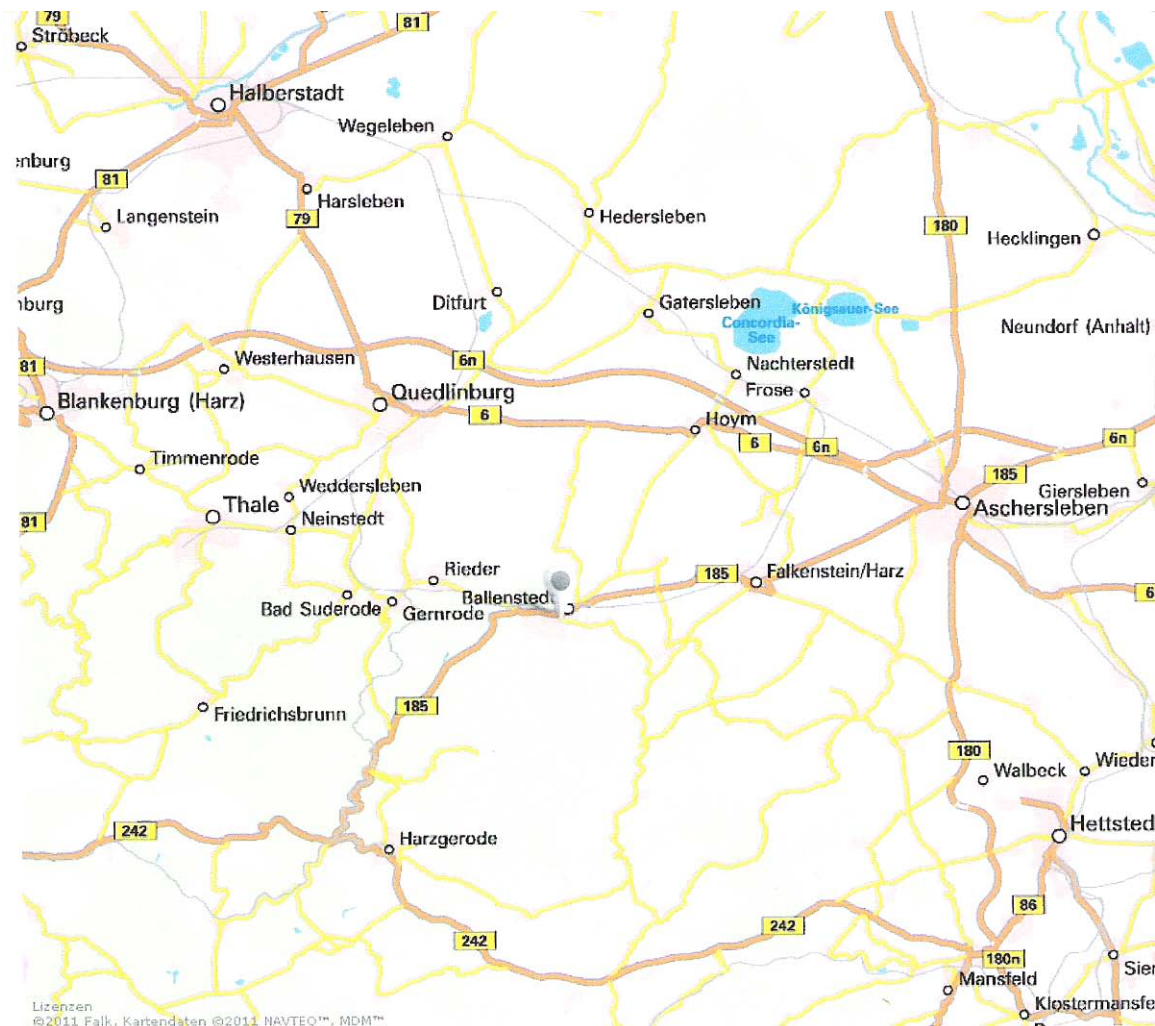 79
Ströbeck
81
Halberstadt
Wegeleben
enburg
81
Harsleben
Langenstein
79
Hedersleben
180
Hecklingen
nburg
Ditfurt
Gatersleben
Königsauer-See
Concordia-
See
Neundorf (Anhalt)
81
Westerhausen
6n
Nachterstedt
Frose
Blankenburg (Harz)
Quedlinburg
6
Hoym
6
6n
6n
Timmenrode
Weddersleben
185
Giersleben
Thale
81
Neinstedt
Aschersleben
Rieder
185
Falkenstein/Harz
Ballenstedt
6
Bad Suderode
Gernrode
185
Friedrichsbrunn
180
Walbeck
Wieder
242
Harzgerode
Hettsted
86
242
242
180n
Mansfeld
Sier
Klostermansfe
Lizenzen
©2011 Falk, Kartendaten ©2011 NAVTEQ™, MDM™